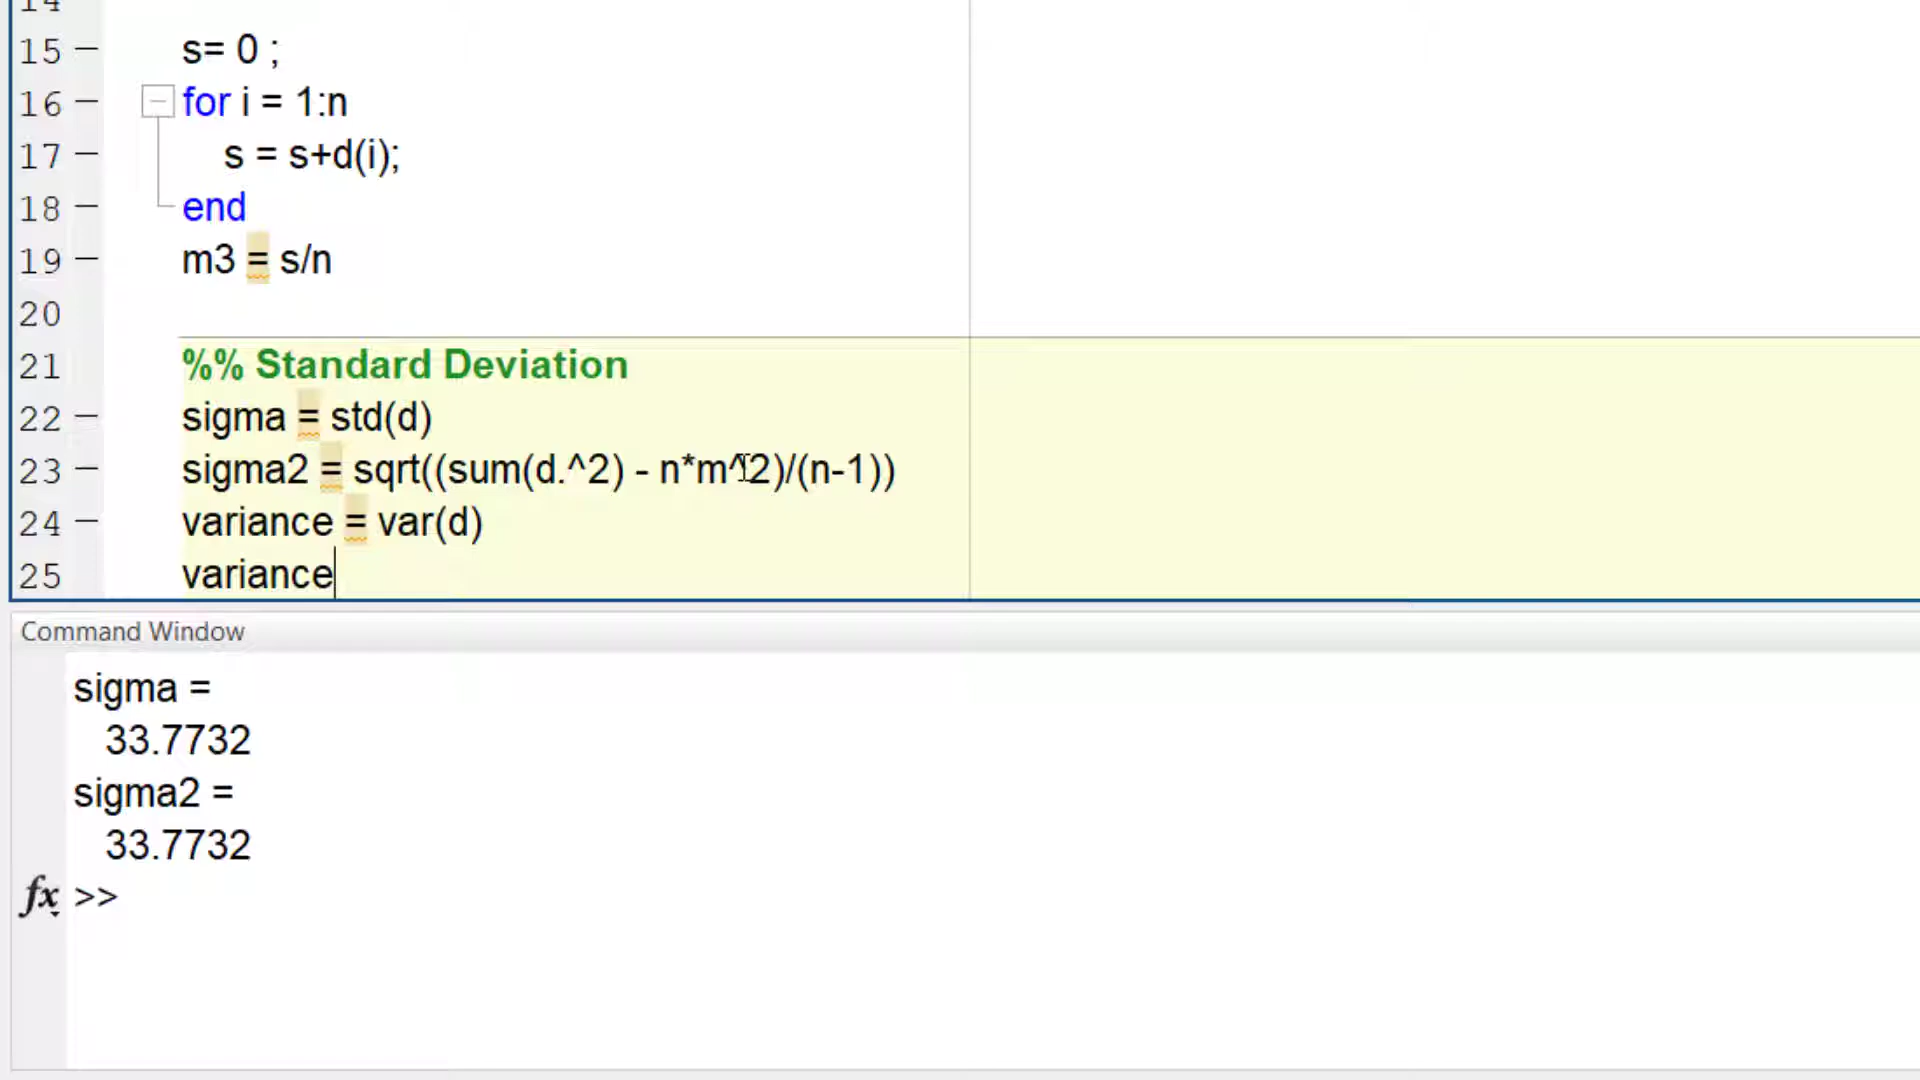 14
15 — s= 0 ;
16 — for i = 1:n
17 — s = s+d(i);
18 — end
19 — m3 = s/n
20
21 %% Standard Deviation
22 — sigma = std(d)
23 — sigma2 = sqrt((sum(d.^2) - n*m^2)/(n-1))
24 — variance = var(d)
25 variance
Command Window
sigma =
33.7732
sigma2 =
33.7732
fx >>